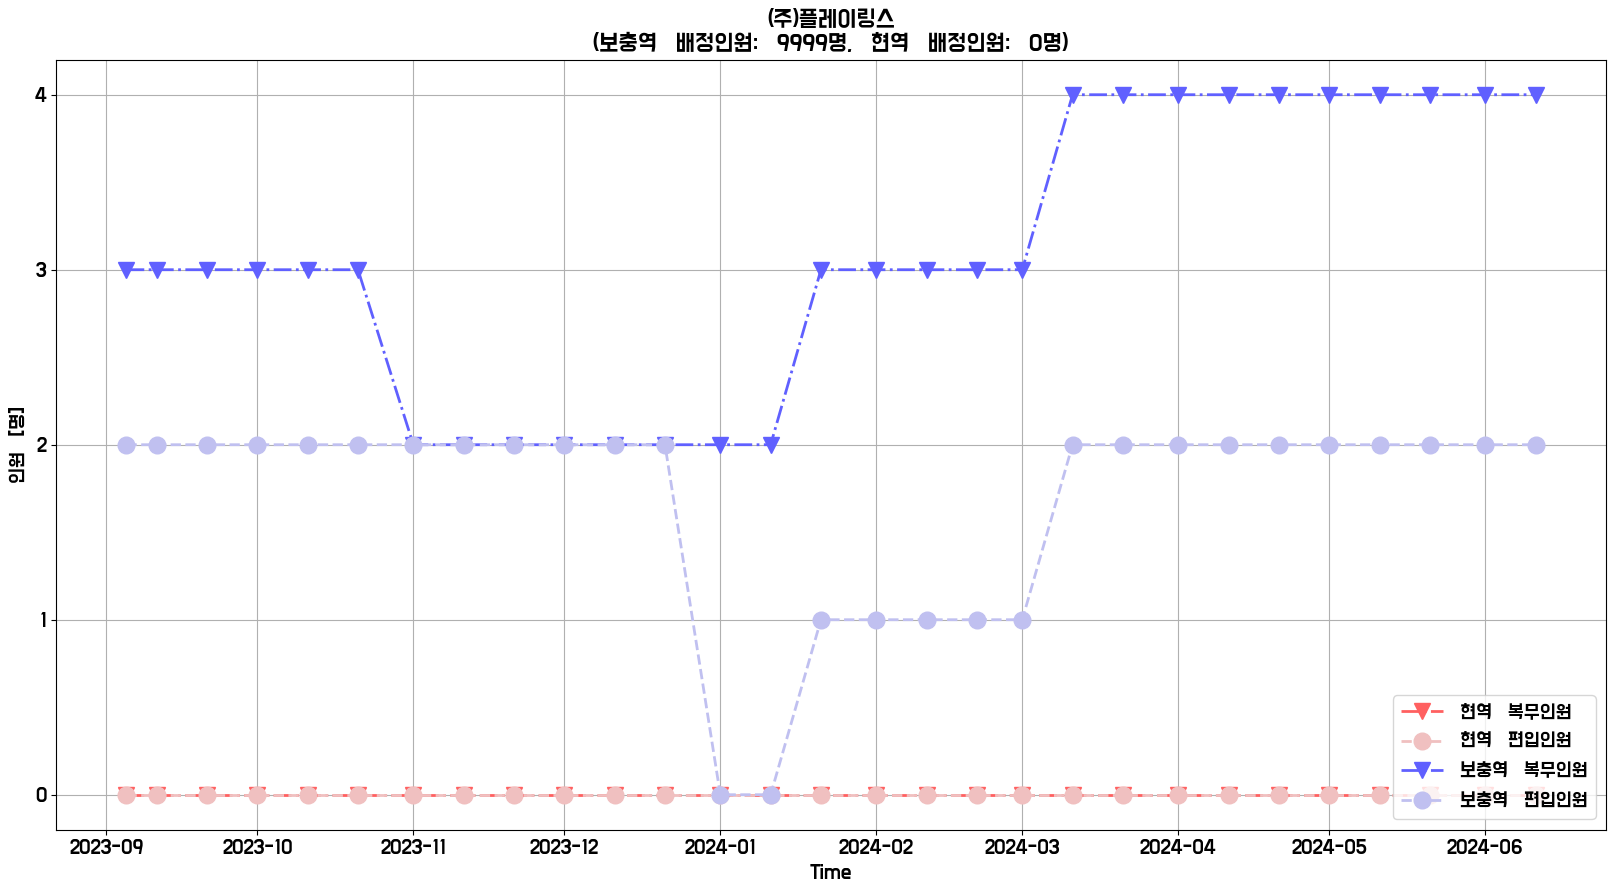 (주)플레이링스
(보충역 배정인원: 9999명, 현역 배정인원: 0명)
인원 [명]
4
3
2
1
0
현역 복무인원
현역 편입인원
보충역 복무인원
보충역 편입인원
2023-09 2023-10 2023-11 2023-12 2024-01 2024-02 2024-03 2024-04 2024-05 2024-06
Time